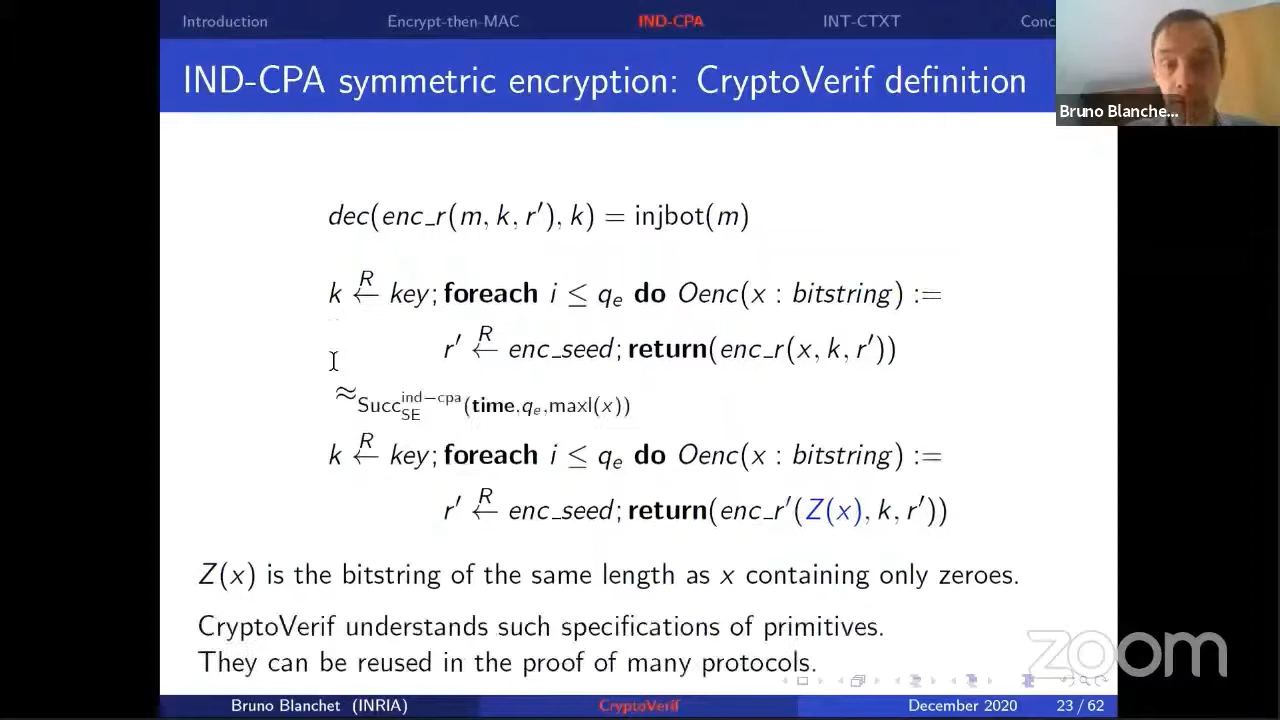 Introduction Encrypt-then-MAC IND-CPA INT-CTXT Conc
IND-CPA symmetric encryption: CryptoVerif definition
Bruno Blanche...
dec(enc_r(m, k, r′), k) = injbot(m)
k ←R key; foreach i ≤ qₑ do Oenc(x : bitstring) :=
r′ ←R enc_seed; return(enc_r(x, k, r′))
≈Succ^ind−cpa_SE(time,qₑ,maxl(x))
k ←R key; foreach i ≤ qₑ do Oenc(x : bitstring) :=
r′ ←R enc_seed; return(enc_r′(Z(x), k, r′))
Z(x) is the bitstring of the same length as x containing only zeroes.
CryptoVerif understands such specifications of primitives.
They can be reused in the proof of many protocols.
zoom
Bruno Blanchet (INRIA) CryptoVerif December 2020 23 / 62